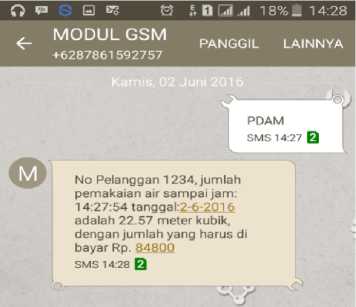 18% 14:28
MODUL GSM
+6287861592757
PANGGIL LAINNYA
Kamis, 02 Juni 2016
PDAM
SMS 14:27 2
M
No Pelanggan 1234, jumlah
pemakaian air sampai jam:
14:27:54 tanggal:2-6-2016
adalah 22.57 meter kubik,
dengan jumlah yang harus di
bayar Rp. 84800
SMS 14:28 2